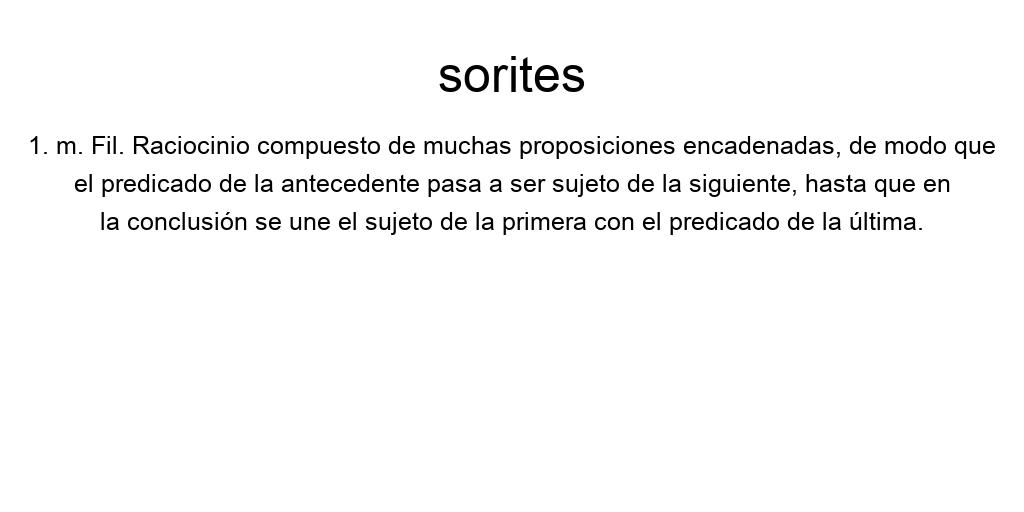 sorites
1. m. Fil. Raciocinio compuesto de muchas proposiciones encadenadas, de modo que
el predicado de la antecedente pasa a ser sujeto de la siguiente, hasta que en
la conclusión se une el sujeto de la primera con el predicado de la última.